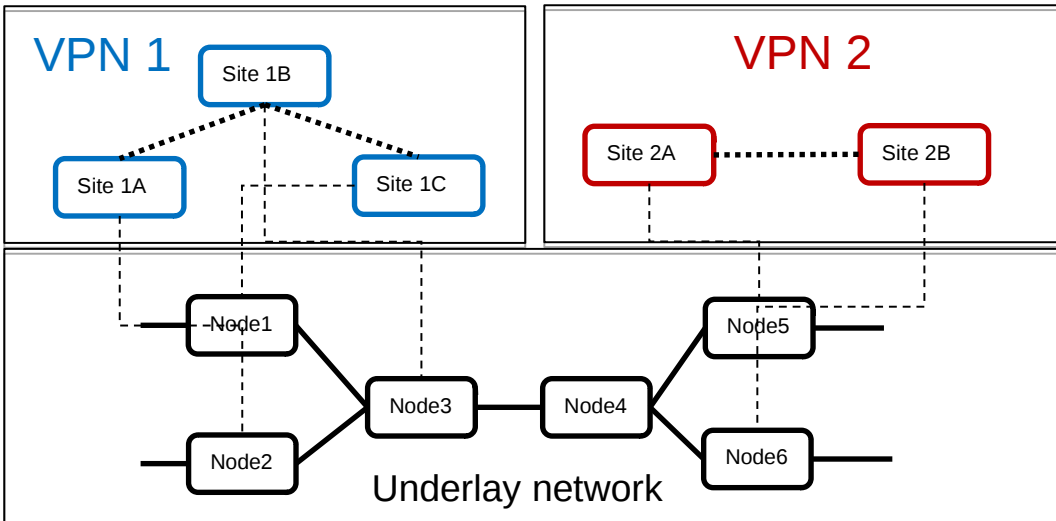 VPN 1
Site 1B
Site 1A
Site 1C
VPN 2
Site 2A
Site 2B
Node1
Node5
Node3
Node4
Node2
Node6
Underlay network